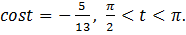 cost = − 5/13, π/2 < t < π.